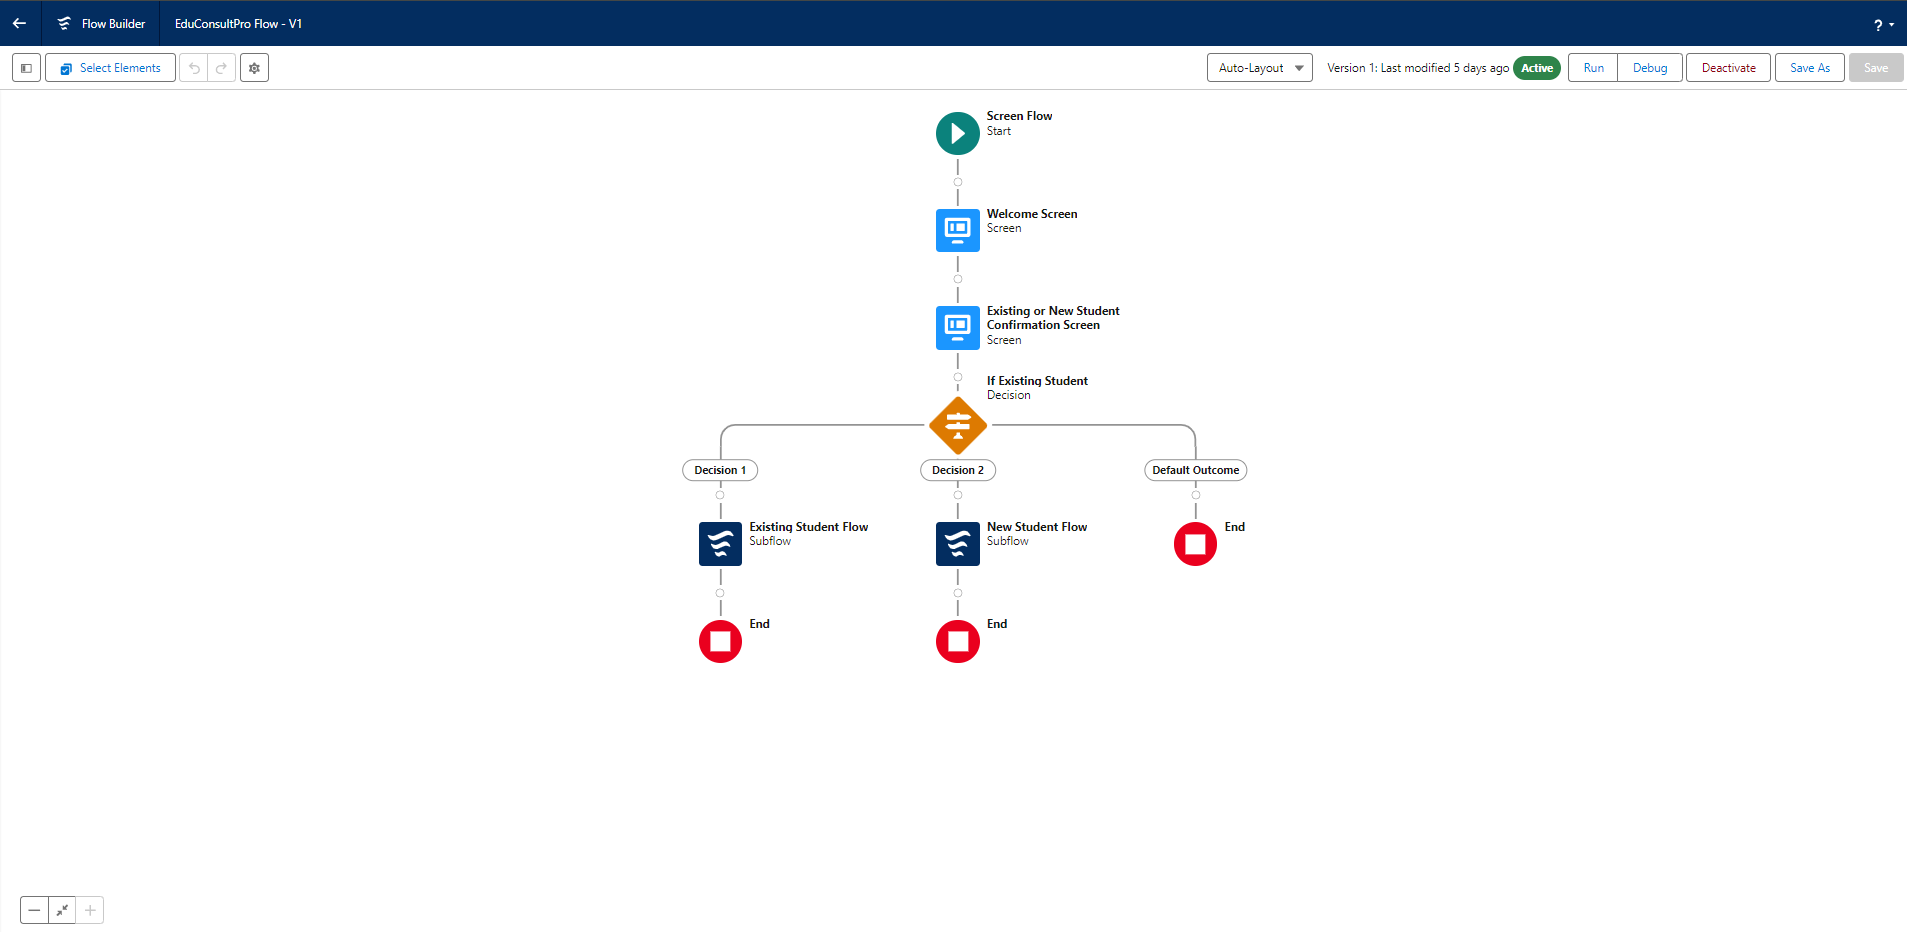 Flow Builder
EduConsultPro Flow - V1
?
Select Elements
Auto-Layout
Version 1: Last modified 5 days ago
Active
Run
Debug
Deactivate
Save As
Save
Screen Flow
Start
Welcome Screen
Screen
Existing or New Student
Confirmation Screen
Screen
If Existing Student
Decision
Decision 1
Decision 2
Default Outcome
Existing Student Flow
Subflow
New Student Flow
Subflow
End
End
End